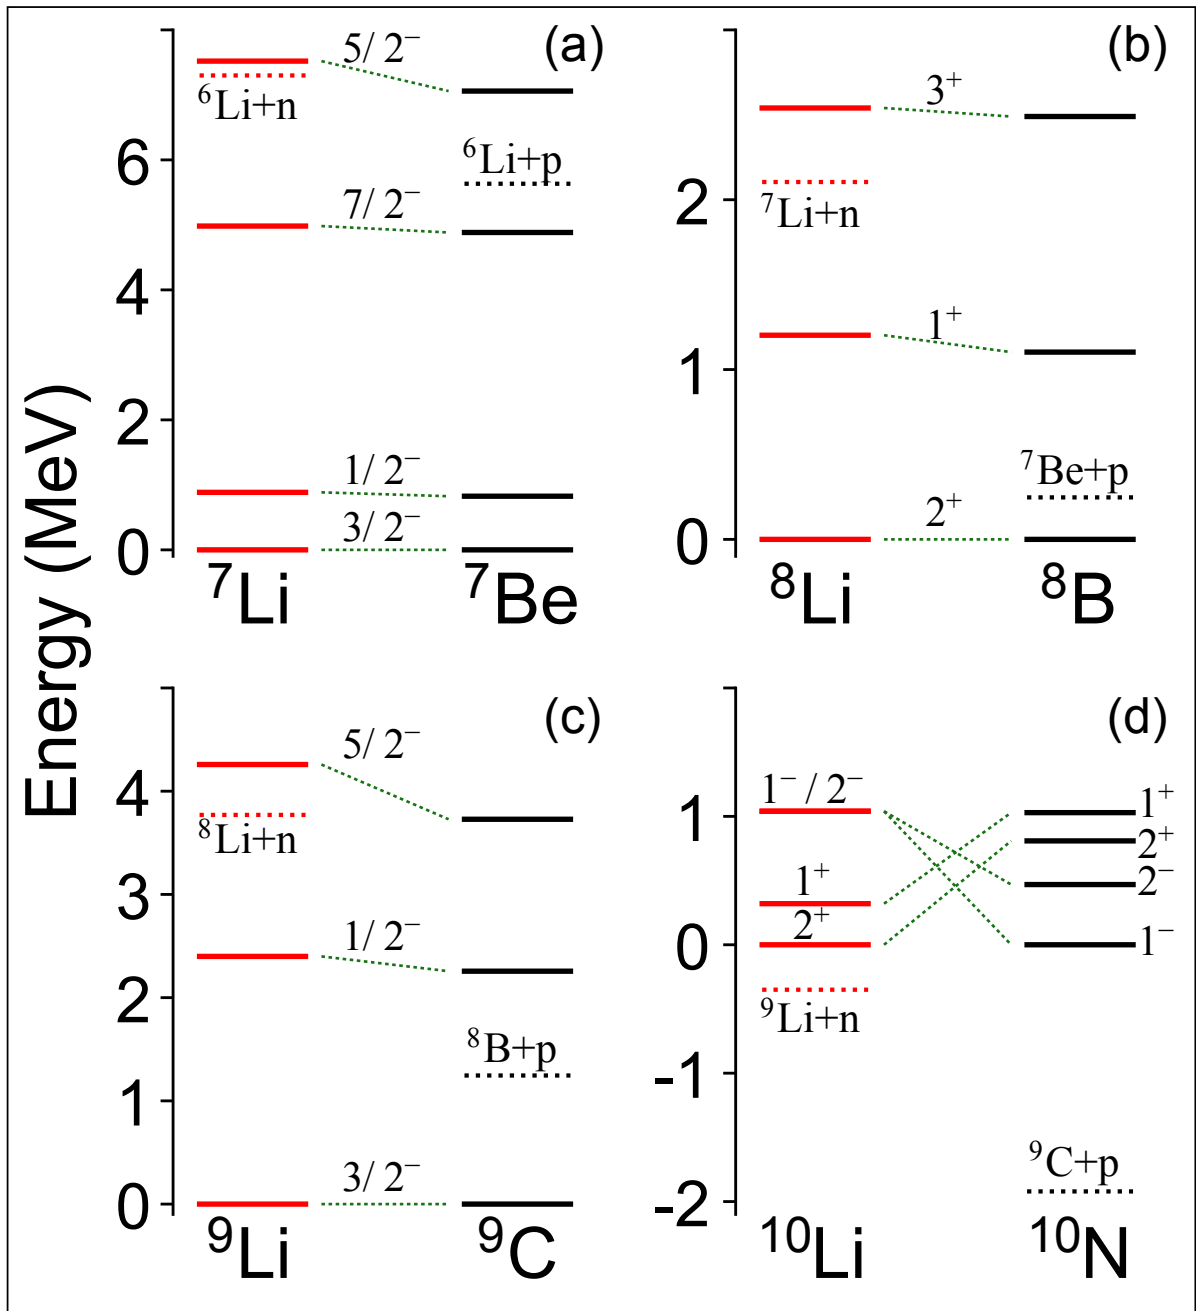 Energy (MeV)
(a)
6
4
2
0
5/2⁻
⁶Li+n
⁶Li+p
7/2⁻
1/2⁻
3/2⁻
⁷Li
⁷Be
(b)
2
1
0
3⁺
⁷Li+n
1⁺
⁷Be+p
2⁺
⁸Li
⁸B
(c)
4
3
2
1
0
5/2⁻
⁸Li+n
1/2⁻
⁸B+p
3/2⁻
⁹Li
⁹C
(d)
1
0
-1
-2
1⁻/2⁻
1⁺
2⁺
⁹Li+n
1⁺
2⁺
2⁻
1⁻
⁹C+p
¹⁰Li
¹⁰N